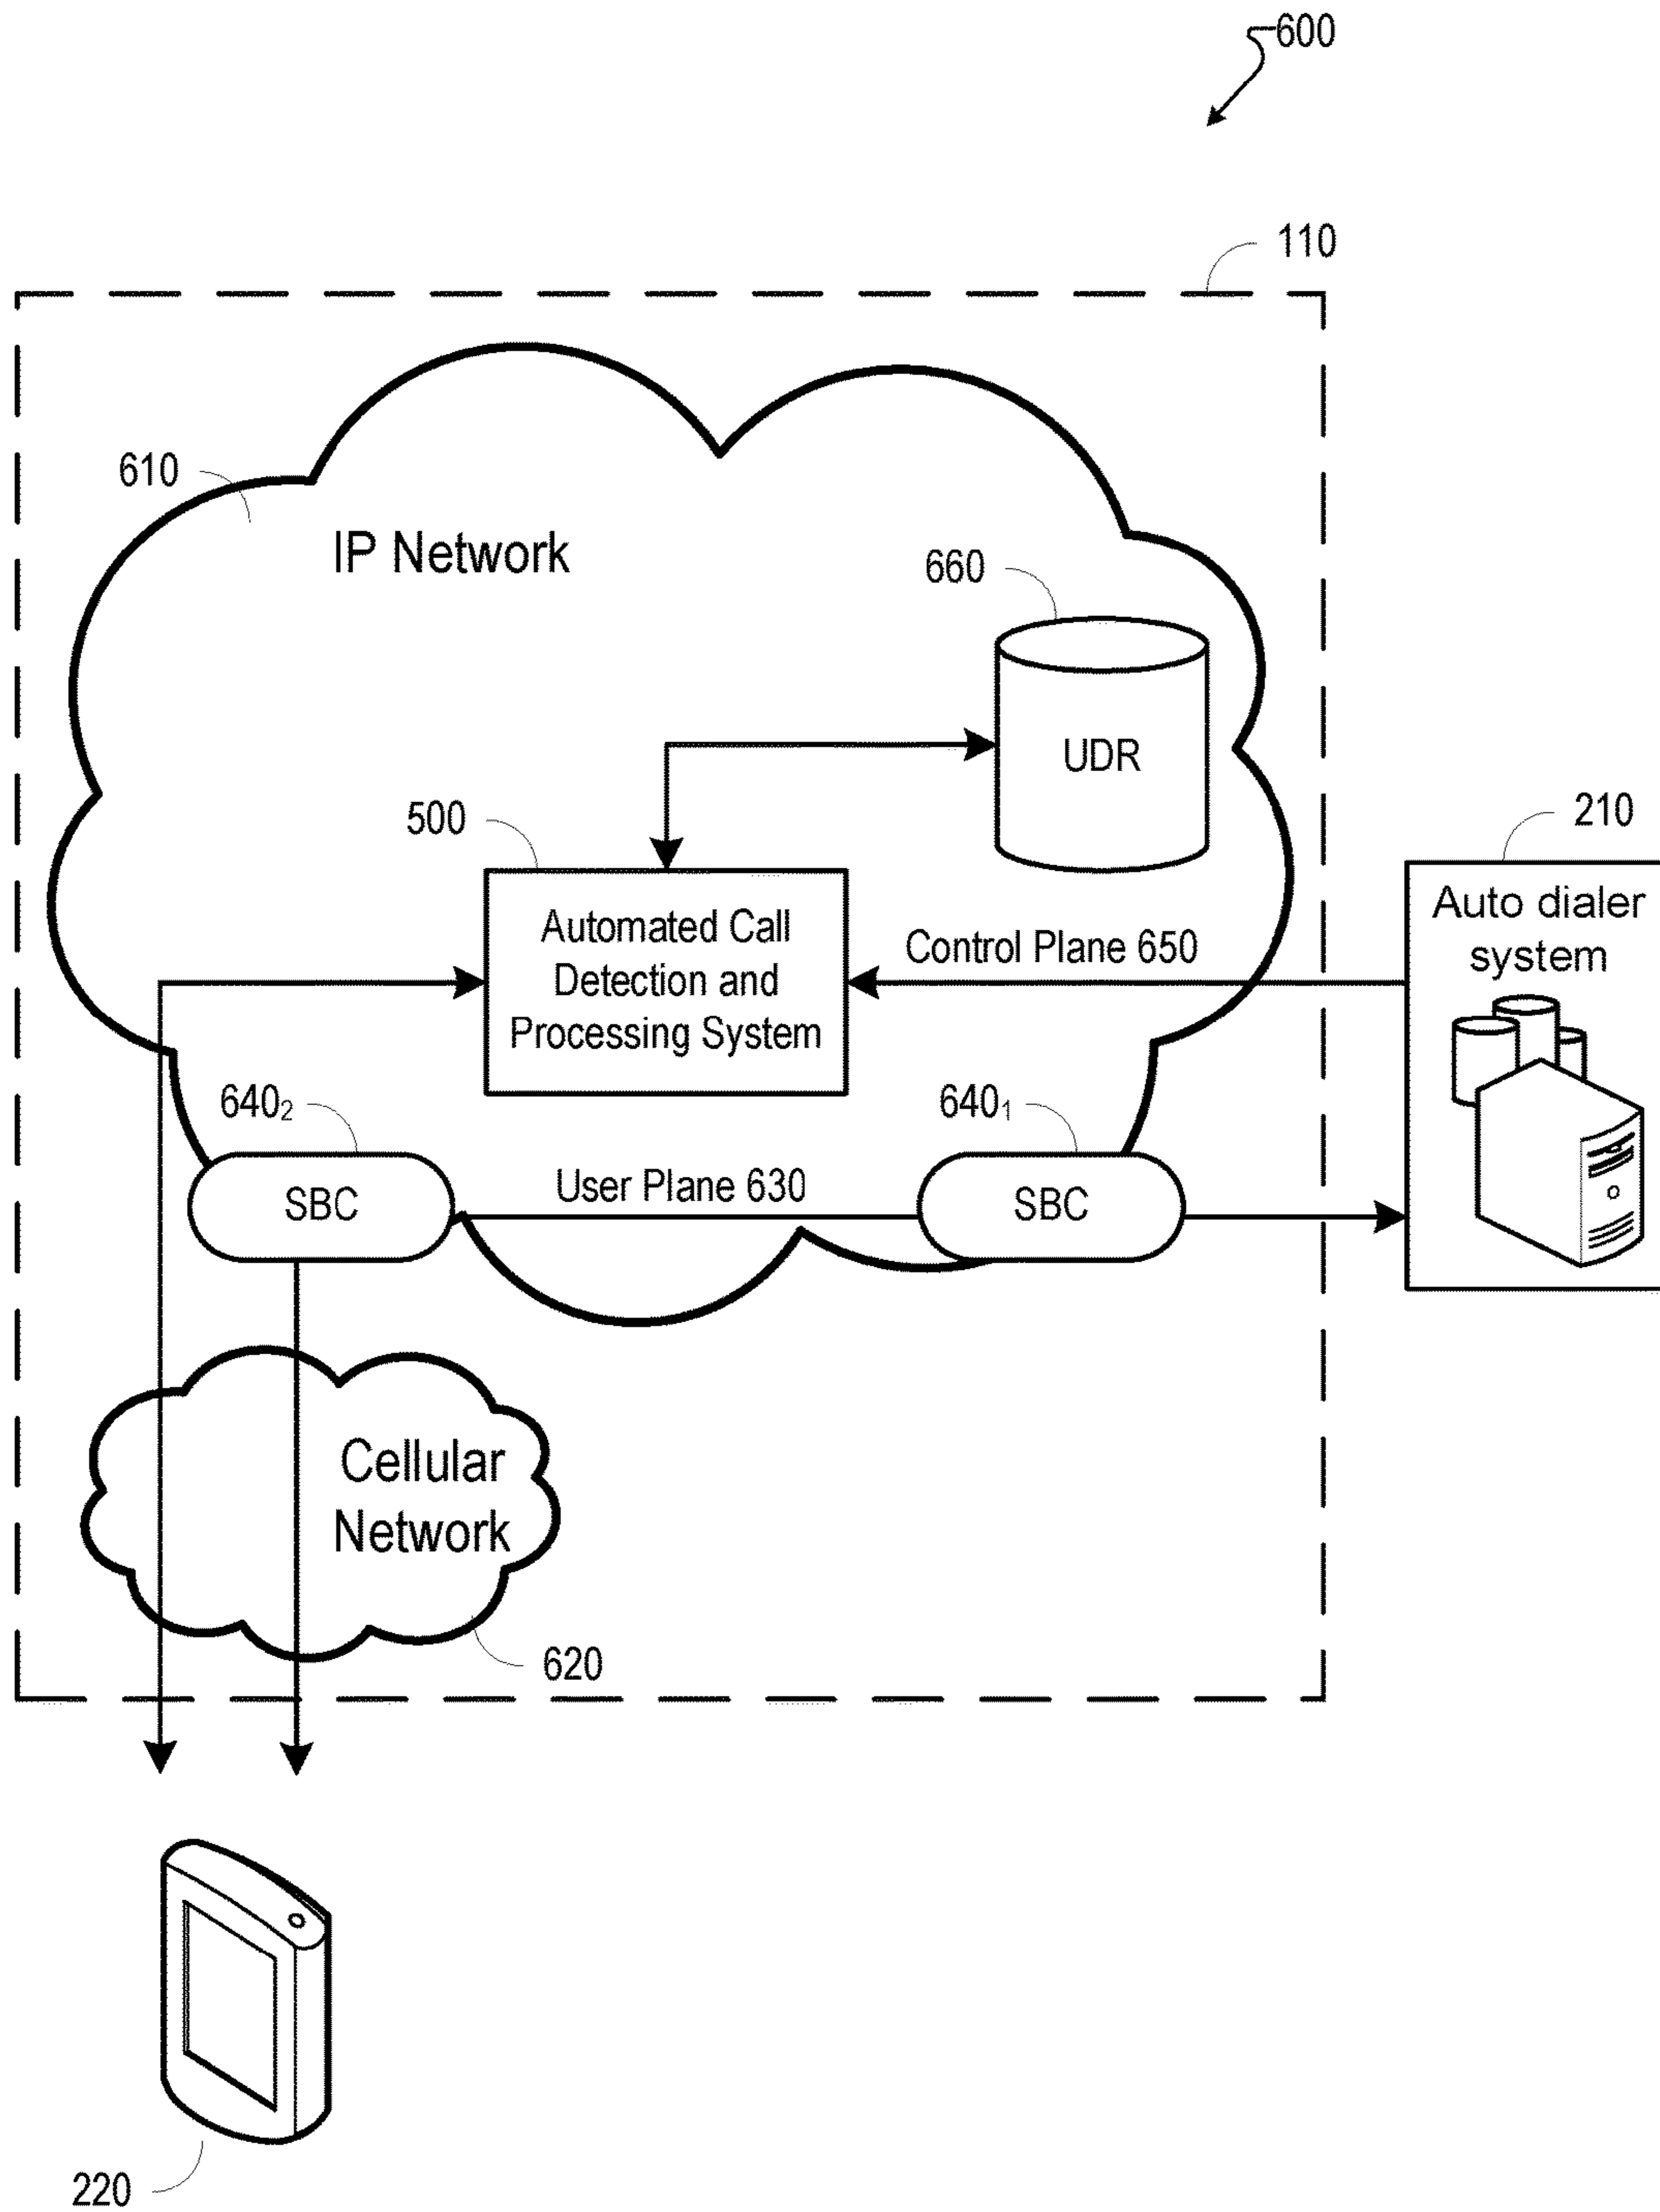 600
110
610
IP Network
660
UDR
500
210
Auto dialer
system
Automated Call
Detection and
Processing System
Control Plane 650
640₂
640₁
SBC
User Plane 630
SBC
Cellular
Network
620
220